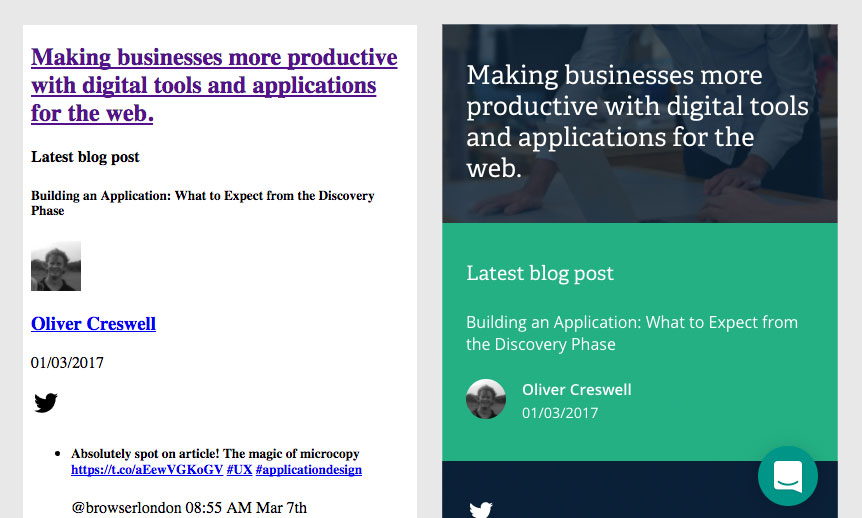 Making businesses more productive
with digital tools and applications
for the web.
Latest blog post
Building an Application: What to Expect from the Discovery
Phase
Oliver Creswell
01/03/2017
Absolutely spot on article! The magic of microcopy
https://t.co/aEewVGKoGV #UX #applicationdesign
@browserlondon 08:55 AM Mar 7th
Making businesses more
productive with digital tools
and applications for the
web.
Latest blog post
Building an Application: What to Expect from
the Discovery Phase
Oliver Creswell
01/03/2017